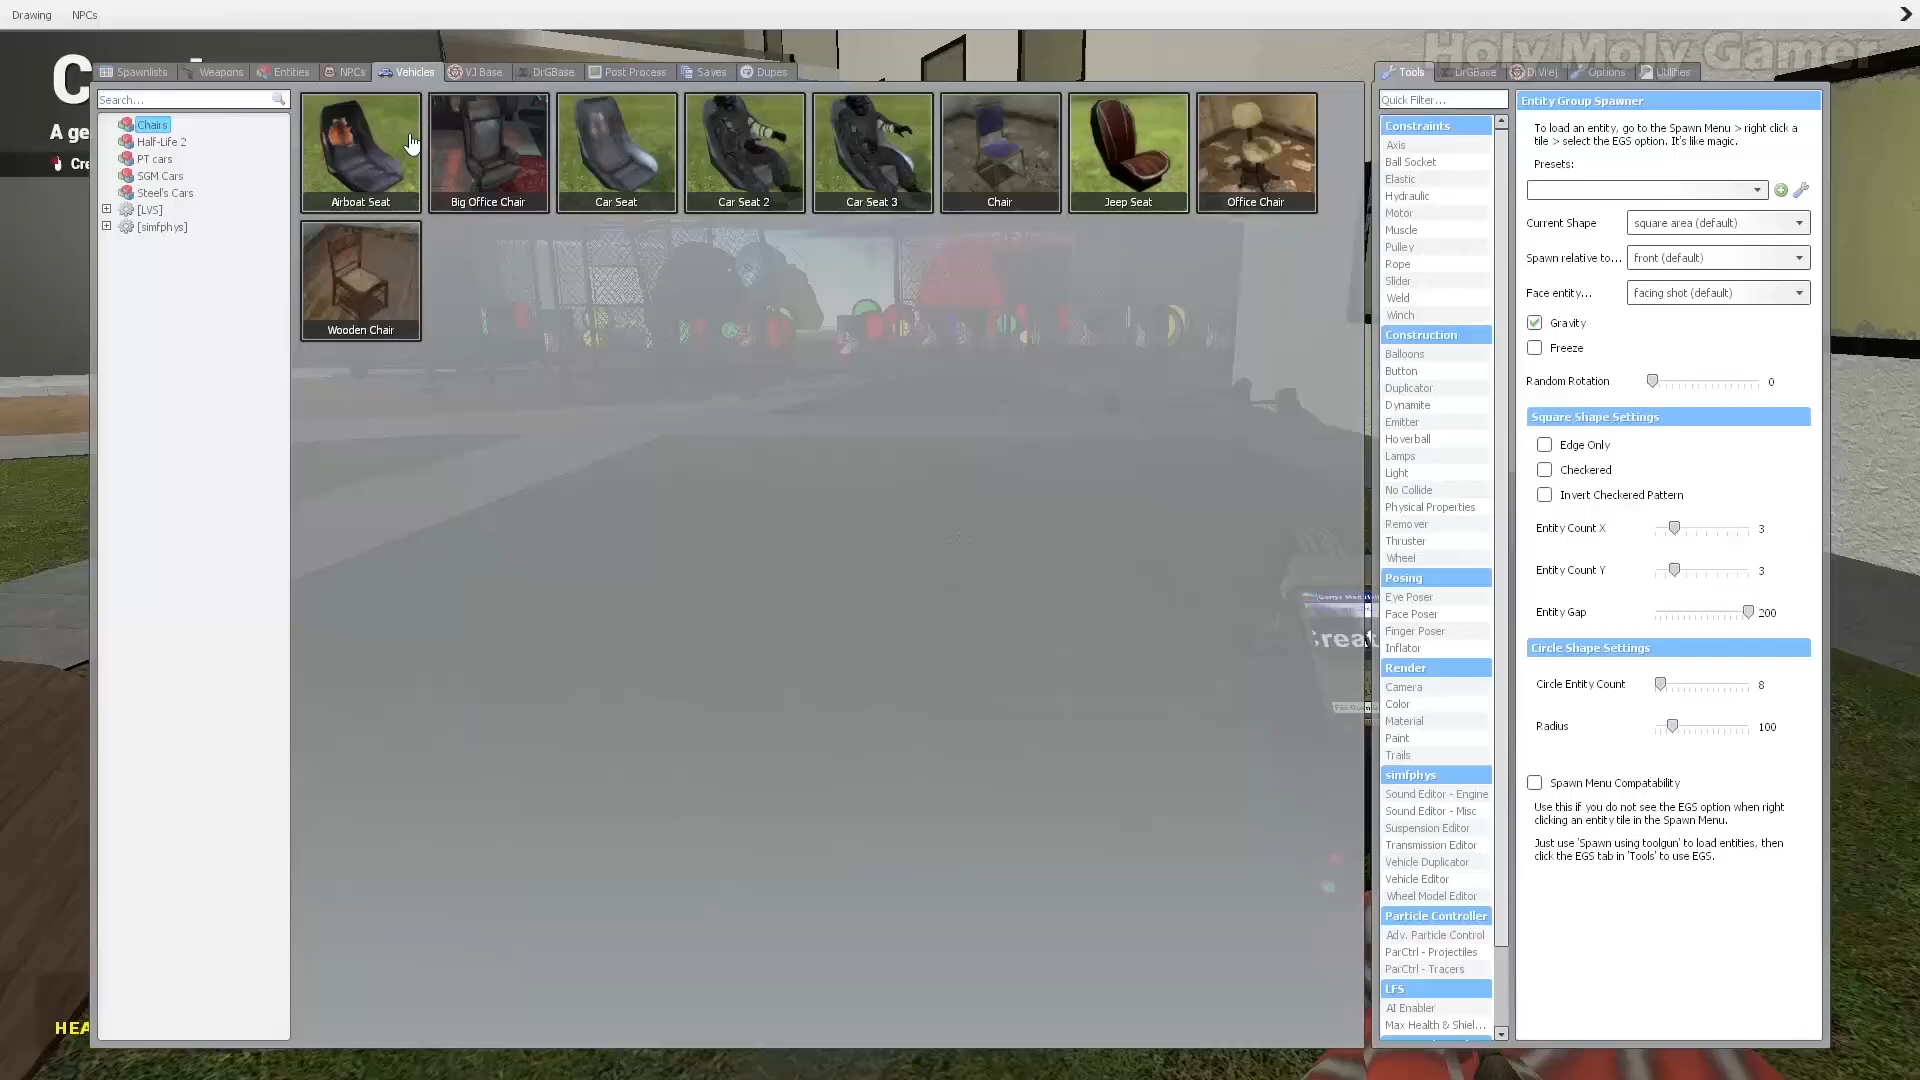 Drawing NPCs
Holy Moly Gamer
C
A ge
Cre
Spawnlists Weapons Entities NPCs Vehicles VJ Base DrGBase Post Process Saves Dupes
Search...
Chairs
Half-Life 2
PT cars
SGM Cars
Steel's Cars
[LVS]
[simfphys]
Airboat Seat
Big Office Chair
Car Seat
Car Seat 2
Car Seat 3
Chair
Jeep Seat
Office Chair
Wooden Chair
Creat
HEA
Tools DrGBase DiVrej Options Utilities
Quick Filter...
Constraints
Axis
Ball Socket
Elastic
Hydraulic
Motor
Muscle
Pulley
Rope
Slider
Weld
Winch
Construction
Balloons
Button
Duplicator
Dynamite
Emitter
Hoverball
Lamps
Light
No Collide
Physical Properties
Remover
Thruster
Wheel
Posing
Eye Poser
Face Poser
Finger Poser
Inflator
Render
Camera
Color
Material
Paint
Trails
simfphys
Sound Editor - Engine
Sound Editor - Misc
Suspension Editor
Transmission Editor
Vehicle Duplicator
Vehicle Editor
Wheel Model Editor
Particle Controller
Adv. Particle Control
ParCtrl - Projectiles
ParCtrl - Tracers
LFS
AI Enabler
Max Health & Shiel...
Entity Group Spawner
To load an entity, go to the Spawn Menu > right click a
tile > select the EGS option. It's like magic.
Presets:
Current Shape square area (default)
Spawn relative to... front (default)
Face entity... facing shot (default)
Gravity
Freeze
Random Rotation 0
Square Shape Settings
Edge Only
Checkered
Invert Checkered Pattern
Entity Count X 3
Entity Count Y 3
Entity Gap 200
Circle Shape Settings
Circle Entity Count 8
Radius 100
Spawn Menu Compatability
Use this if you do not see the EGS option when right
clicking an entity tile in the Spawn Menu.
Just use 'Spawn using toolgun' to load entities, then
click the EGS tab in 'Tools' to use EGS.